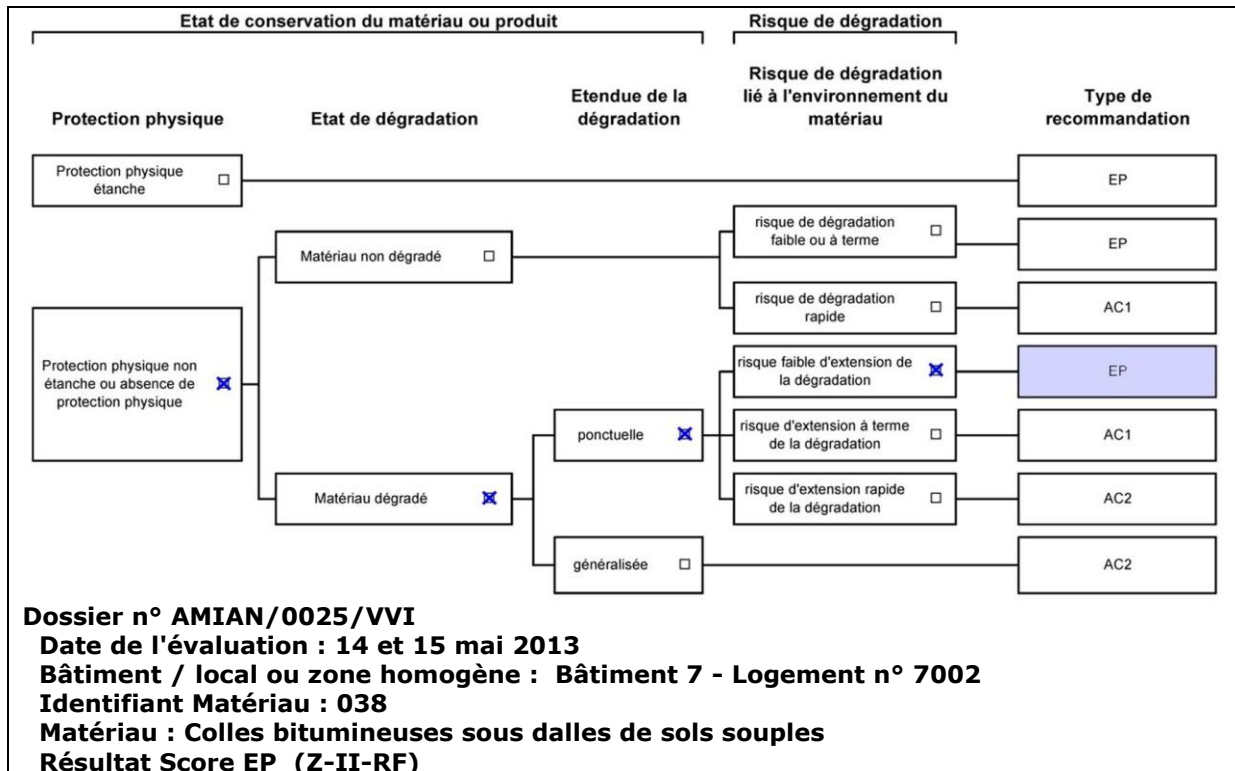 Etat de conservation du matériau ou produit
Risque de dégradation
Protection physique
Etat de dégradation
Etendue de la
dégradation
Risque de dégradation
lié à l'environnement du
matériau
Type de
recommandation
Protection physique
étanche
EP
Matériau non dégradé
risque de dégradation
faible ou à terme
EP
risque de dégradation
rapide
AC1
Protection physique non
étanche ou absence de
protection physique
risque faible d'extension de
la dégradation
EP
ponctuelle
risque d'extension à terme
de la dégradation
AC1
Matériau dégradé
risque d'extension rapide
de la dégradation
AC2
généralisée
AC2
Dossier n° AMIAN/0025/VVI
Date de l'évaluation : 14 et 15 mai 2013
Bâtiment / local ou zone homogène : Bâtiment 7 - Logement n° 7002
Identifiant Matériau : 038
Matériau : Colles bitumineuses sous dalles de sols souples
Résultat Score EP (Z-II-RF)